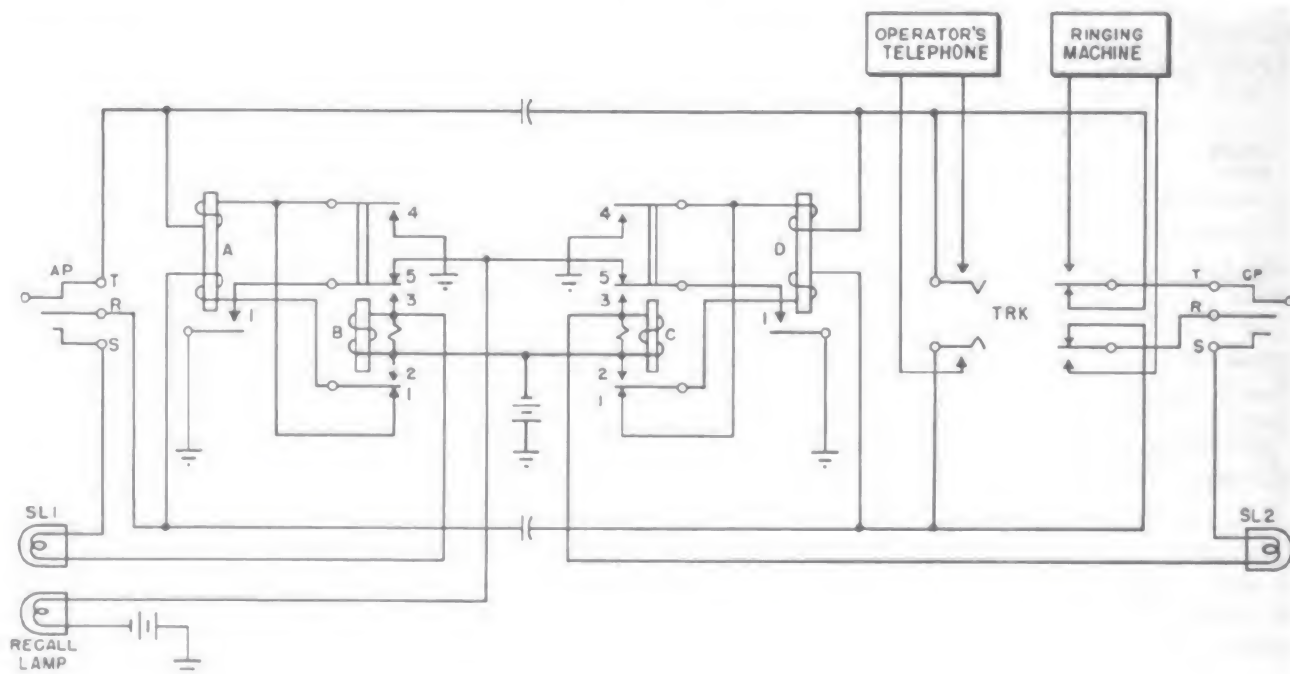 OPERATOR'S
TELEPHONE
RINGING
MACHINE
4
4
A
D
5
5
AP
T
T
CP
3
3
R
TRK
R
1
B
C
1
S
S
2
2
1
1
SL1
SL2
RECALL
LAMP